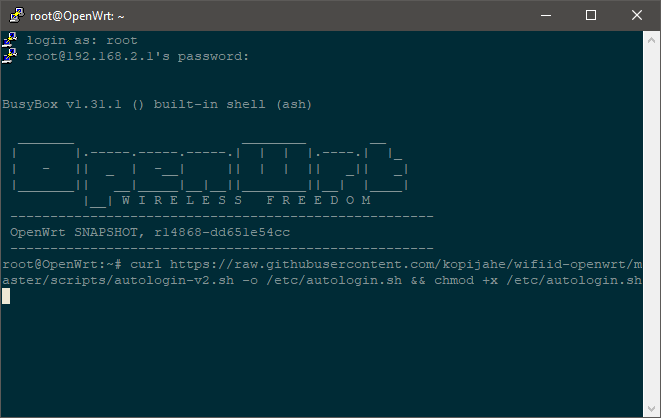 root@OpenWrt: ~
login as: root
root@192.168.2.1's password:
BusyBox v1.31.1 () built-in shell (ash)
OpenWrt
W I R E L E S S   F R E E D O M
-----------------------------------------------------
OpenWrt SNAPSHOT, r14868-dd651e54cc
-----------------------------------------------------
root@OpenWrt:~# curl https://raw.githubusercontent.com/kopijahe/wifiid-openwrt/m
aster/scripts/autologin-v2.sh -o /etc/autologin.sh && chmod +x /etc/autologin.sh